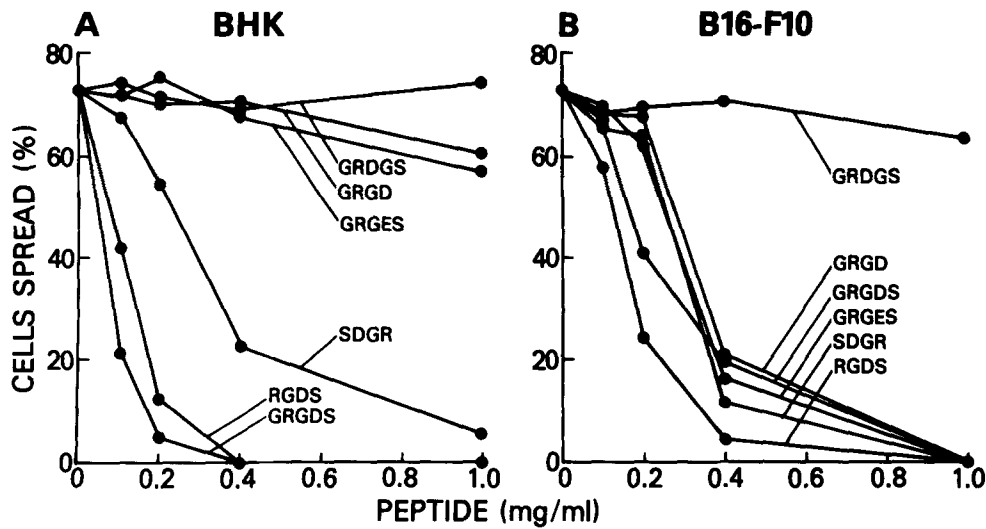 A BHK
B B16-F10
CELLS SPREAD (%)
80
60
40
20
0
GRDGS
GRGD
GRGES
SDGR
RGDS
GRGDS
0 0.2 0.4 0.6 0.8 1.0
80
60
40
20
0
GRDGS
GRGD
GRGDS
GRGES
SDGR
RGDS
0 0.2 0.4 0.6 0.8 1.0
PEPTIDE (mg/ml)